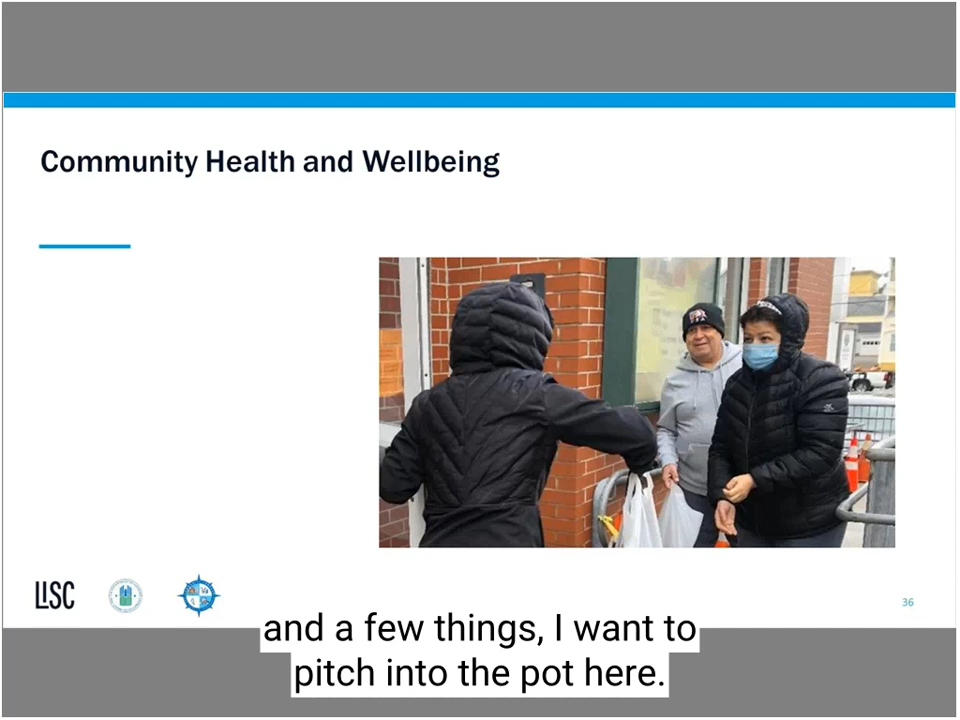 Community Health and Wellbeing
LISC
36
and a few things, I want to
pitch into the pot here.